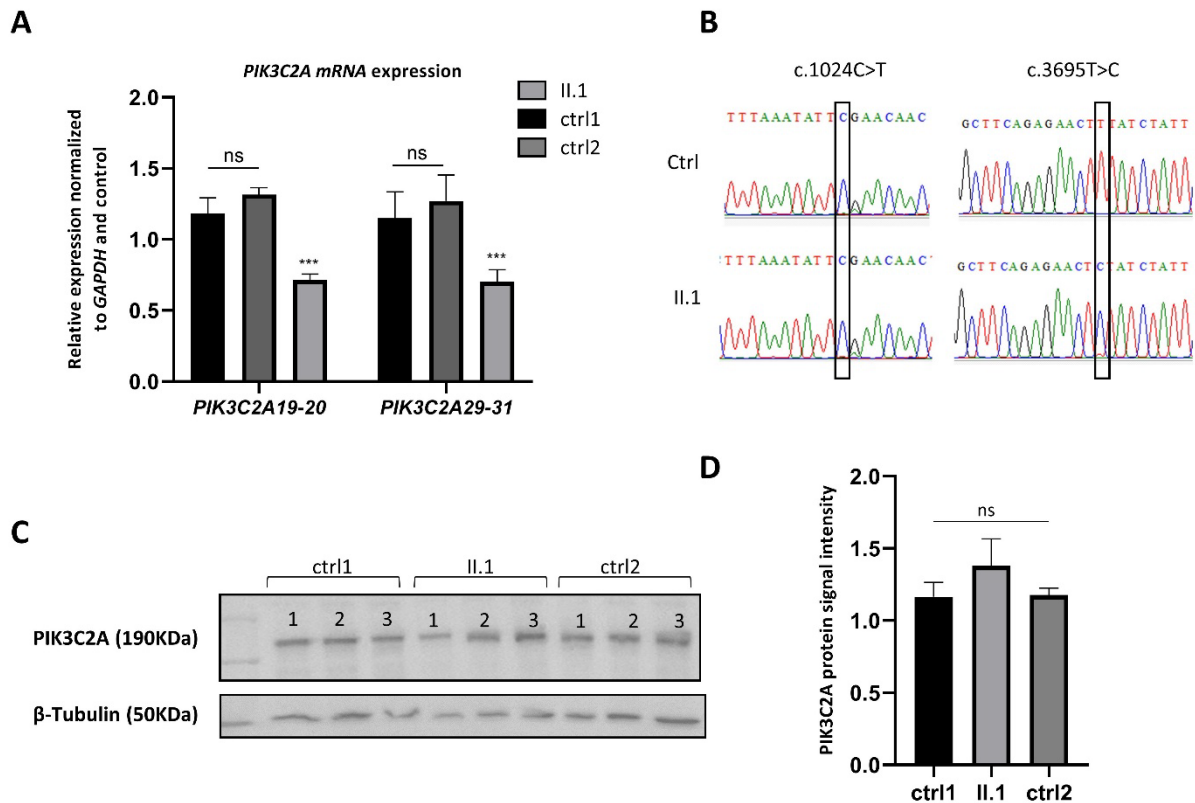 A
PIK3C2A mRNA expression
II.1
ctrl1
ctrl2
Relative expression normalized
to GAPDH and control
2.0
1.5
1.0
0.5
0.0
ns
ns
***
***
PIK3C2A19-20
PIK3C2A29-31
B
c.1024C>T
c.3695T>C
Ctrl
TTTAAATATTCGAACAAC
GCTTCAGAGAACTTTATCTATT
II.1
TTTAAATATTCGAACAAC
GCTTCAGAGAACTCTATCTATT
C
ctrl1
II.1
ctrl2
1 2 3 1 2 3 1 2 3
PIK3C2A (190KDa)
β-Tubulin (50KDa)
D
PIK3C2A protein signal intensity
2.0
1.5
1.0
0.5
0.0
ns
ctrl1
II.1
ctrl2